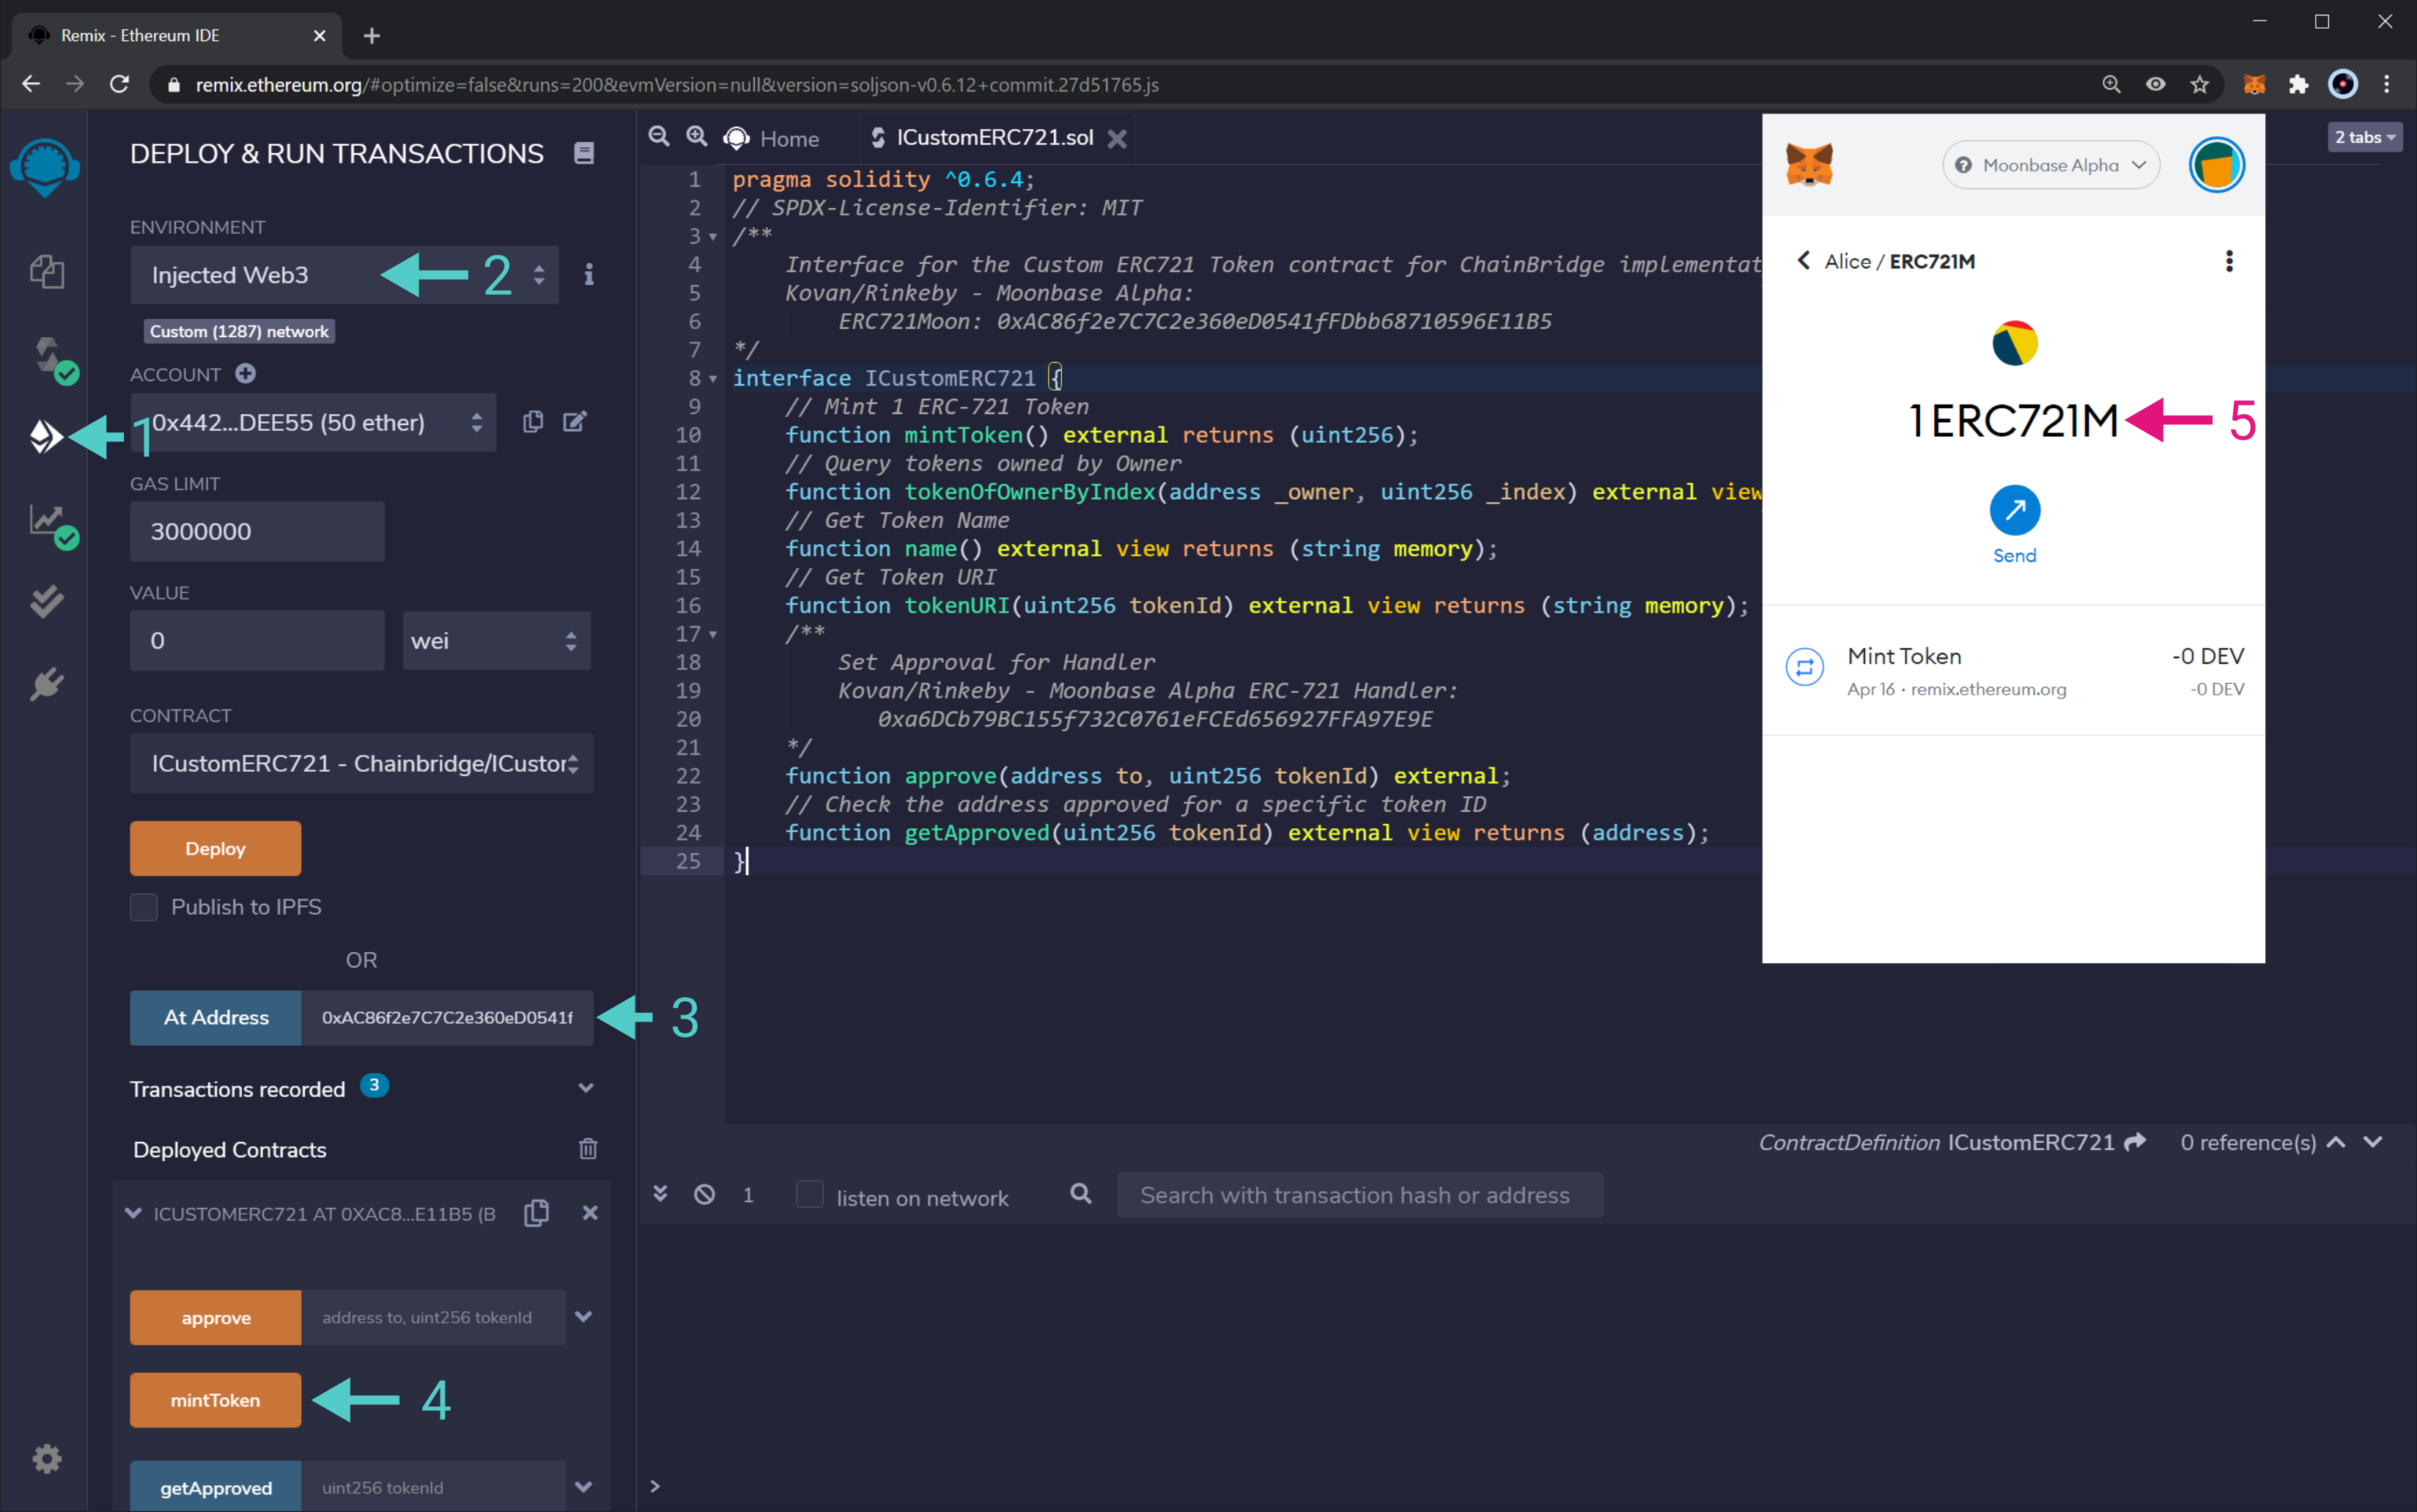 Remix - Ethereum IDE
remix.ethereum.org/#optimize=false&runs=200&evmVersion=null&version=soljson-v0.6.12+commit.27d51765.js
DEPLOY & RUN TRANSACTIONS
ENVIRONMENT
Injected Web3
2
Custom (1287) network
ACCOUNT
1
0x442...DEE55 (50 ether)
GAS LIMIT
3000000
VALUE
0
wei
CONTRACT
ICustomERC721 - Chainbridge/ICustor
Deploy
Publish to IPFS
OR
At Address
0xAC86f2e7C7C2e360eD0541f
3
Transactions recorded 3
Deployed Contracts
ICUSTOMERC721 AT 0XAC8...E11B5 (B
approve
address to, uint256 tokenId
mintToken
4
getApproved
uint256 tokenId
Home
ICustomERC721.sol
2 tabs
1 pragma solidity ^0.6.4;
2 // SPDX-License-Identifier: MIT
3 /**
4 Interface for the Custom ERC721 Token contract for ChainBridge implementat
5 Kovan/Rinkeby - Moonbase Alpha:
6 ERC721Moon: 0xAC86f2e7C7C2e360eD0541fFDbb68710596E11B5
7 */
8 interface ICustomERC721 {
9 // Mint 1 ERC-721 Token
10 function mintToken() external returns (uint256);
11 // Query tokens owned by Owner
12 function tokenOfOwnerByIndex(address _owner, uint256 _index) external view
13 // Get Token Name
14 function name() external view returns (string memory);
15 // Get Token URI
16 function tokenURI(uint256 tokenId) external view returns (string memory);
17 /**
18 Set Approval for Handler
19 Kovan/Rinkeby - Moonbase Alpha ERC-721 Handler:
20 0xa6DCb79BC155f732C0761eFCEd656927FFA97E9E
21 */
22 function approve(address to, uint256 tokenId) external;
23 // Check the address approved for a specific token ID
24 function getApproved(uint256 tokenId) external view returns (address);
25 }
Moonbase Alpha
Alice / ERC721M
1 ERC721M
5
Send
Mint Token
-0 DEV
Apr 16 · remix.ethereum.org
-0 DEV
ContractDefinition ICustomERC721
0 reference(s)
1
listen on network
Search with transaction hash or address
>